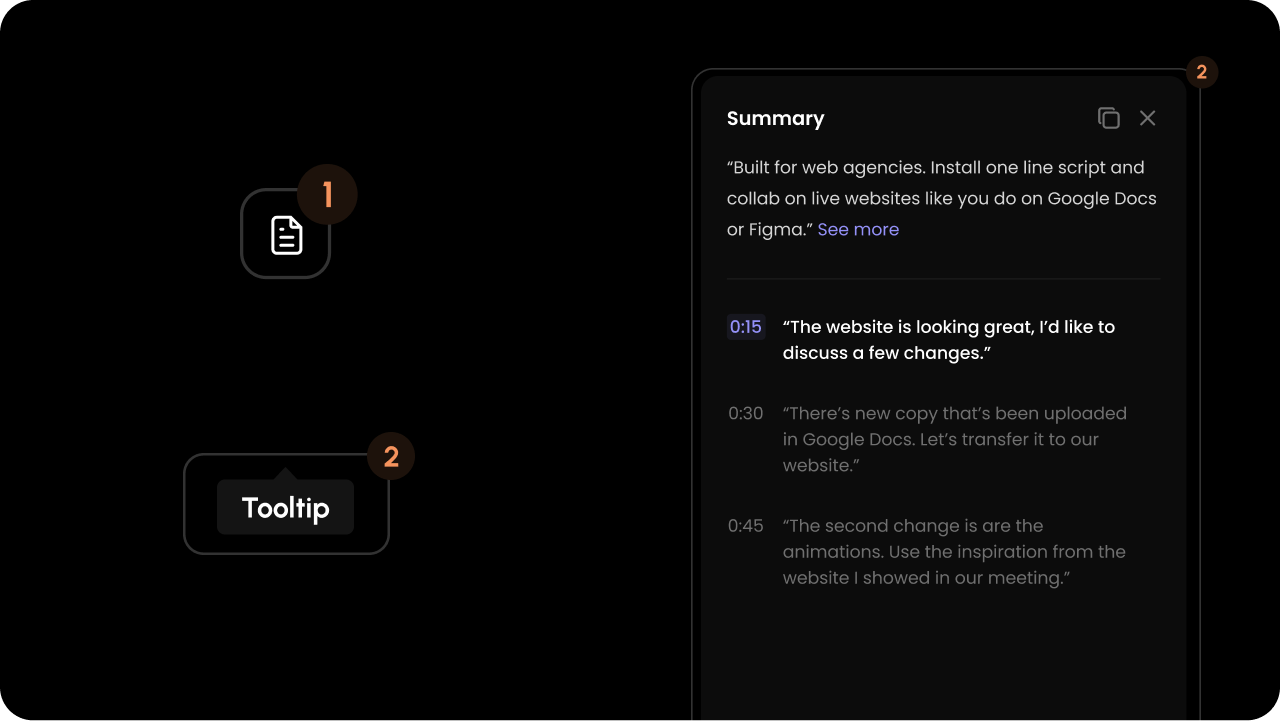 1
2
Tooltip
2
Summary
“Built for web agencies. Install one line script and
collab on live websites like you do on Google Docs
or Figma.” See more
0:15 “The website is looking great, I’d like to
discuss a few changes.”
0:30 “There’s new copy that’s been uploaded
in Google Docs. Let’s transfer it to our
website.”
0:45 “The second change is are the
animations. Use the inspiration from the
website I showed in our meeting.”